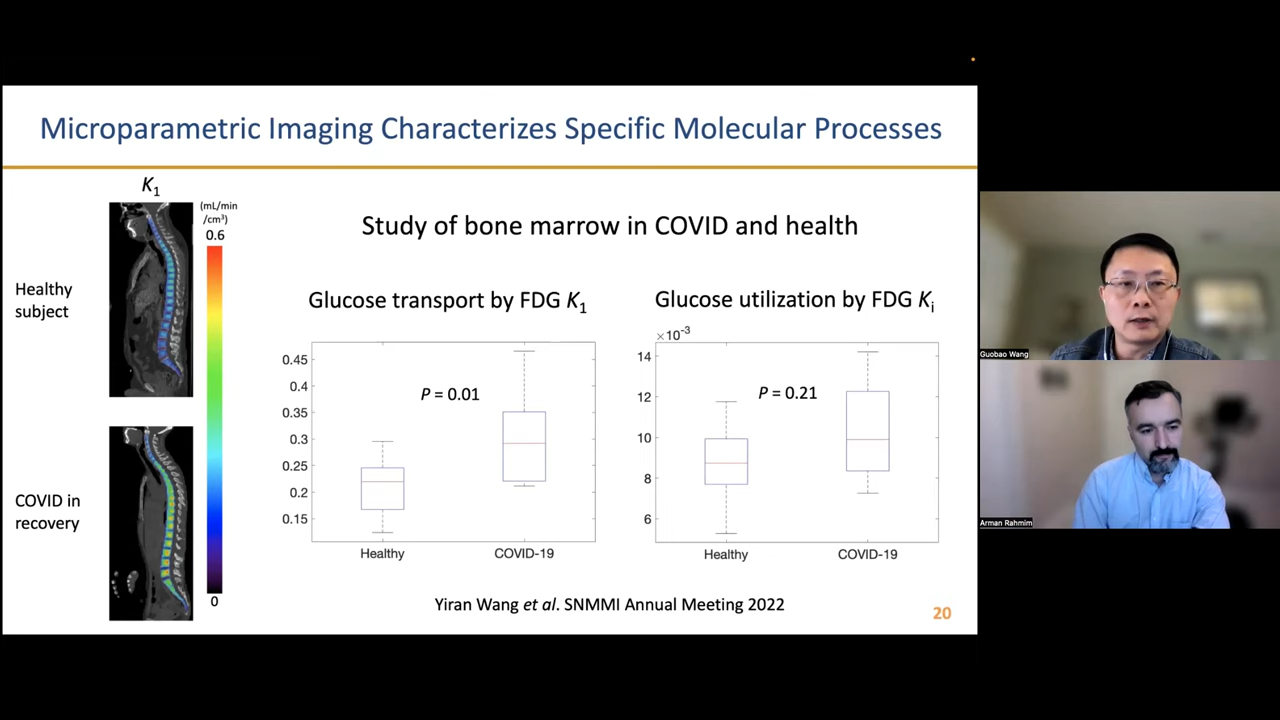 Microparametric Imaging Characterizes Specific Molecular Processes
K1
(mL/min
/cm³)
0.6
0
Healthy
subject
COVID in
recovery
Study of bone marrow in COVID and health
Glucose transport by FDG K1
0.45
0.4
0.35
0.3
0.25
0.2
0.15
P = 0.01
Healthy
COVID-19
Glucose utilization by FDG Ki
×10⁻³
14
12
10
8
6
P = 0.21
Healthy
COVID-19
Yiran Wang et al. SNMMI Annual Meeting 2022
20
Guobao Wang
Arman Rahmim